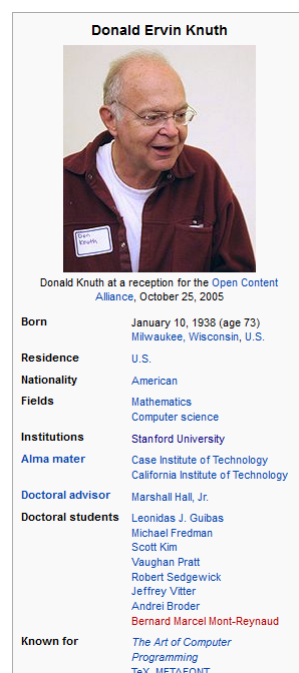 Donald Ervin Knuth
Don
Knuth
Donald Knuth at a reception for the Open Content
Alliance, October 25, 2005
Born January 10, 1938 (age 73)
Milwaukee, Wisconsin, U.S.
Residence U.S.
Nationality American
Fields Mathematics
Computer science
Institutions Stanford University
Alma mater Case Institute of Technology
California Institute of Technology
Doctoral advisor Marshall Hall, Jr.
Doctoral students Leonidas J. Guibas
Michael Fredman
Scott Kim
Vaughan Pratt
Robert Sedgewick
Jeffrey Vitter
Andrei Broder
Bernard Marcel Mont-Reynaud
Known for The Art of Computer
Programming
TeX, METAFONT